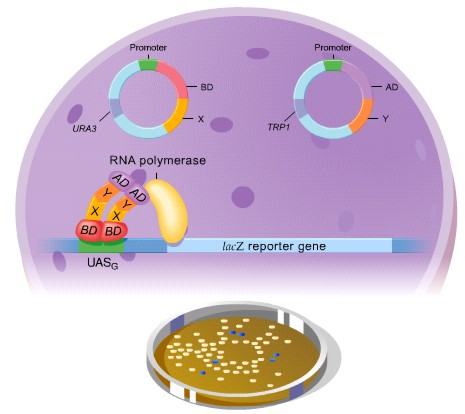 Promoter
BD
X
URA3
Promoter
AD
Y
TRP1
RNA polymerase
AD
AD
Y
Y
X
X
BD
BD
lacZ reporter gene
UASG